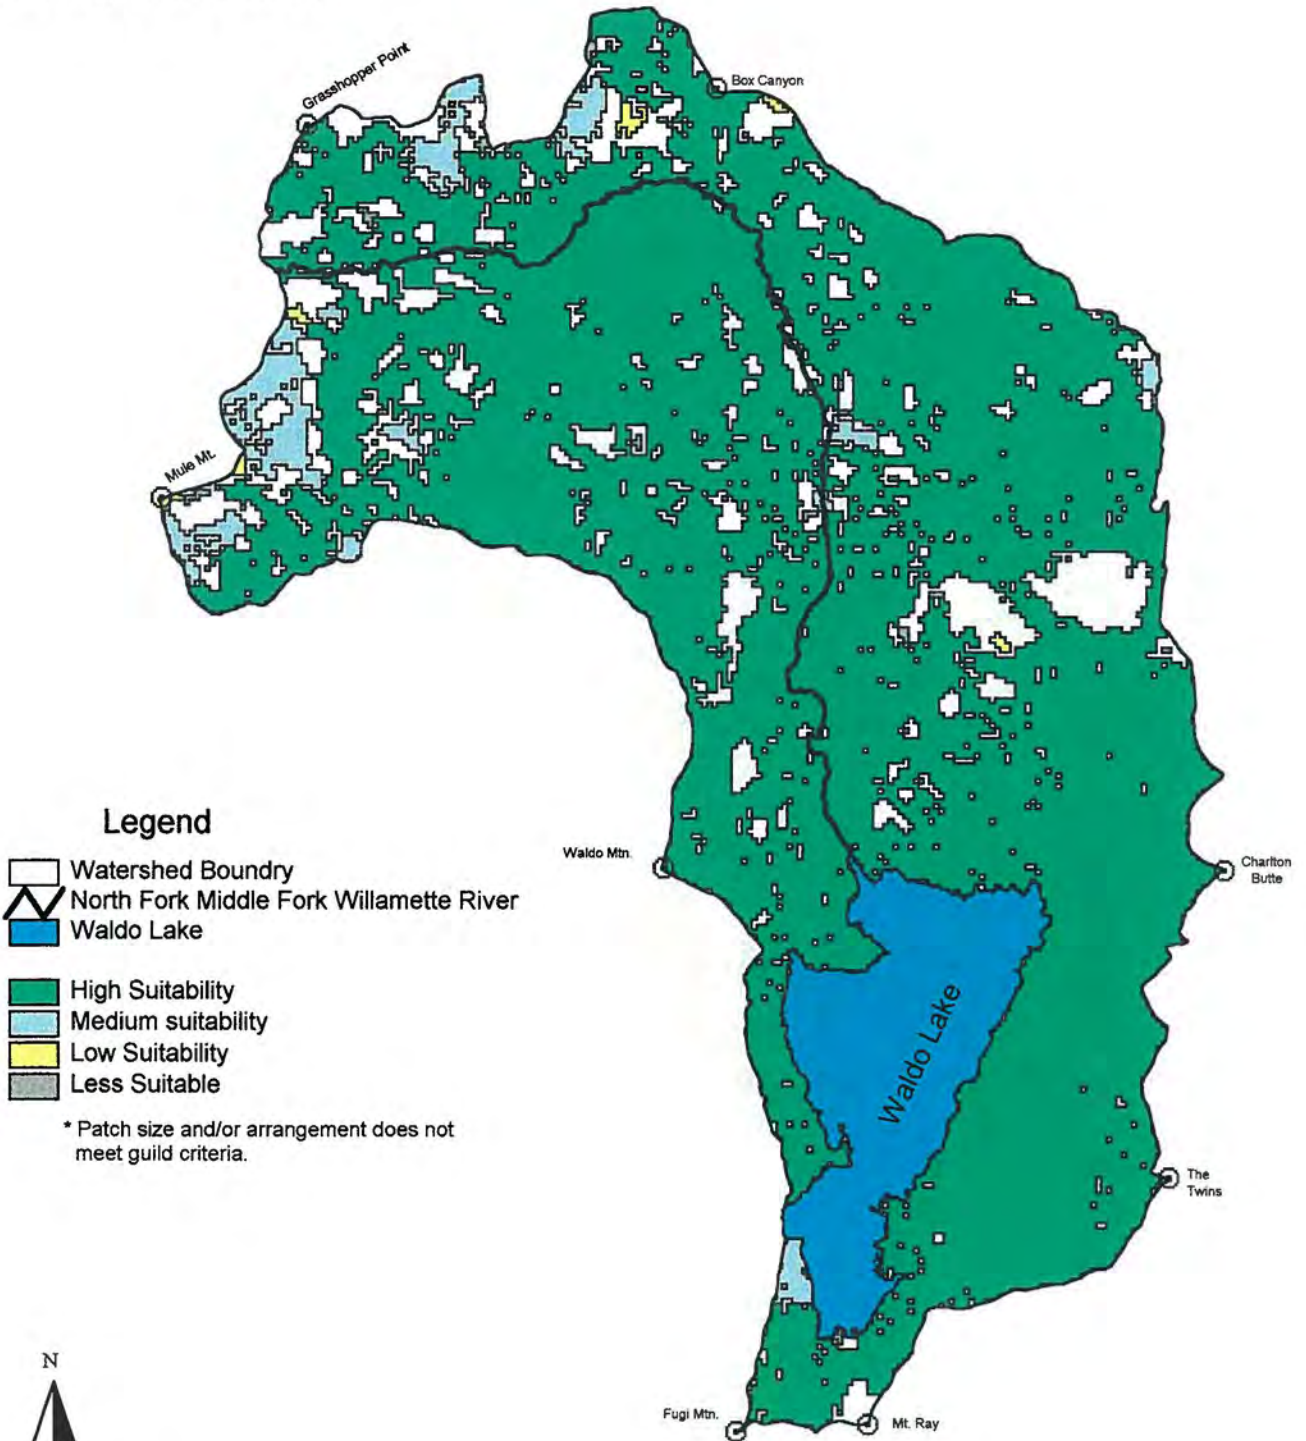 Grasshopper Point
Box Canyon
Mule Mt.
Legend
Watershed Boundry
North Fork Middle Fork Willamette River
Waldo Lake
High Suitability
Medium suitability
Low Suitability
Less Suitable
* Patch size and/or arrangement does not
meet guild criteria.
Waldo Mtn.
Charlton
Butte
Waldo Lake
The
Twins
N
Fugi Mtn.
Mt. Ray